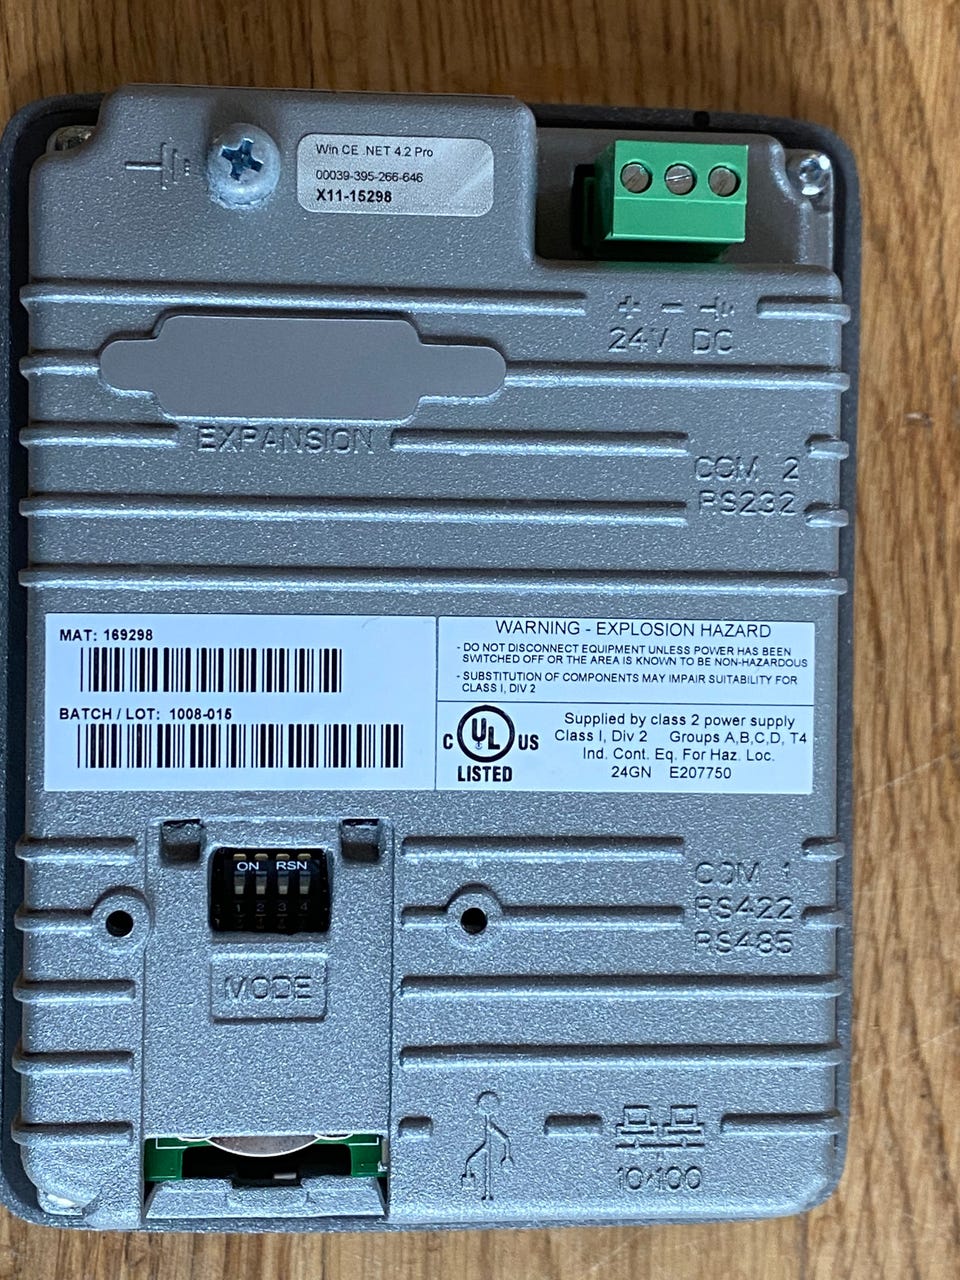 Win CE .NET 4.2 Pro
00039-395-266-646
X11-15298
+ -
24V DC
EXPANSION
COM 2
RS232
MAT: 169298
BATCH / LOT: 1008-015
WARNING - EXPLOSION HAZARD
- DO NOT DISCONNECT EQUIPMENT UNLESS POWER HAS BEEN
SWITCHED OFF OR THE AREA IS KNOWN TO BE NON-HAZARDOUS
- SUBSTITUTION OF COMPONENTS MAY IMPAIR SUITABILITY FOR
CLASS I, DIV 2
C UL US
LISTED
Supplied by class 2 power supply
Class I, Div 2 Groups A,B,C,D, T4
Ind. Cont. Eq. For Haz. Loc.
24GN E207750
ON RSN
1 2 3 4
MODE
COM 1
RS422
RS485
10/100